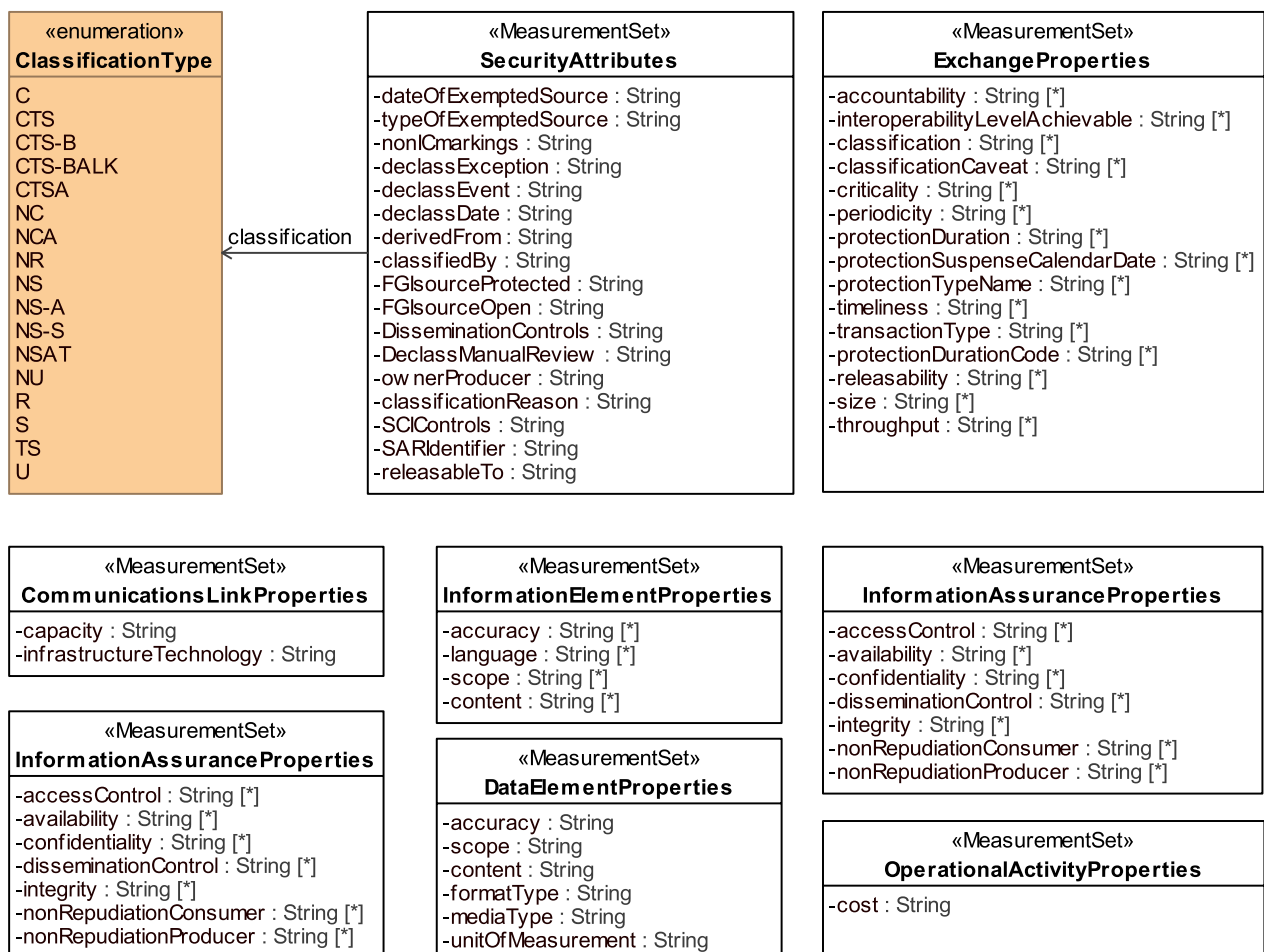 «enumeration»
ClassificationType
C
CTS
CTS-B
CTS-BALK
CTSA
NC
NCA
NR
NS
NS-A
NS-S
NSAT
NU
R
S
TS
U
classification
«MeasurementSet»
SecurityAttributes
-dateOfExemptedSource : String
-typeOfExemptedSource : String
-nonICmarkings : String
-declassException : String
-declassEvent : String
-declassDate : String
-derivedFrom : String
-classifiedBy : String
-FGIsourceProtected : String
-FGIsourceOpen : String
-DisseminationControls : String
-DeclassManualReview : String
-ownerProducer : String
-classificationReason : String
-SCIControls : String
-SARIdentifier : String
-releasableTo : String
«MeasurementSet»
ExchangeProperties
-accountability : String [*]
-interoperabilityLevelAchievable : String [*]
-classification : String [*]
-classificationCaveat : String [*]
-criticality : String [*]
-periodicity : String [*]
-protectionDuration : String [*]
-protectionSuspenseCalendarDate : String [*]
-protectionTypeName : String [*]
-timeliness : String [*]
-transactionType : String [*]
-protectionDurationCode : String [*]
-releasability : String [*]
-size : String [*]
-throughput : String [*]
«MeasurementSet»
CommunicationsLinkProperties
-capacity : String
-infrastructureTechnology : String
«MeasurementSet»
InformationAssuranceProperties
-accessControl : String [*]
-availability : String [*]
-confidentiality : String [*]
-disseminationControl : String [*]
-integrity : String [*]
-nonRepudiationConsumer : String [*]
-nonRepudiationProducer : String [*]
«MeasurementSet»
InformationElementProperties
-accuracy : String [*]
-language : String [*]
-scope : String [*]
-content : String [*]
«MeasurementSet»
DataElementProperties
-accuracy : String
-scope : String
-content : String
-formatType : String
-mediaType : String
-unitOfMeasurement : String
«MeasurementSet»
InformationAssuranceProperties
-accessControl : String [*]
-availability : String [*]
-confidentiality : String [*]
-disseminationControl : String [*]
-integrity : String [*]
-nonRepudiationConsumer : String [*]
-nonRepudiationProducer : String [*]
«MeasurementSet»
OperationalActivityProperties
-cost : String